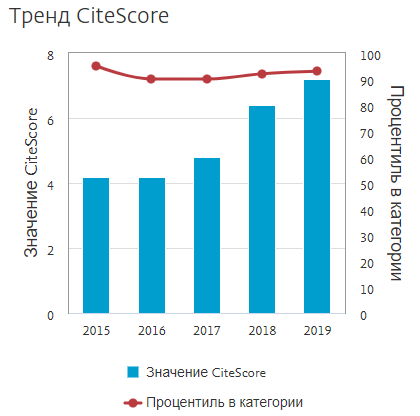 Тренд CiteScore
8
6
4
2
0
Значение CiteScore
100
90
80
70
60
50
40
30
20
10
0
Процентиль в категории
2015 2016 2017 2018 2019
Значение CiteScore
Процентиль в категории